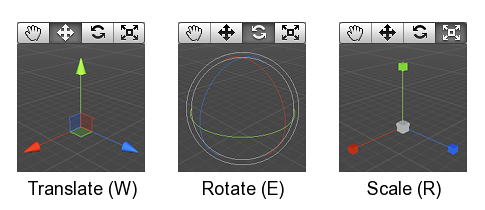 Translate (W)
Rotate (E)
Scale (R)